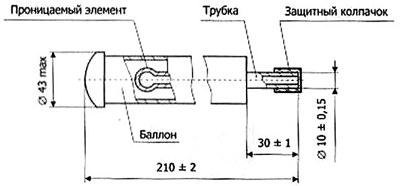 Проницаемый элемент
Трубка
Защитный колпачок
Ø 43 max
Баллон
30 ± 1
Ø 10 ± 0,15
210 ± 2